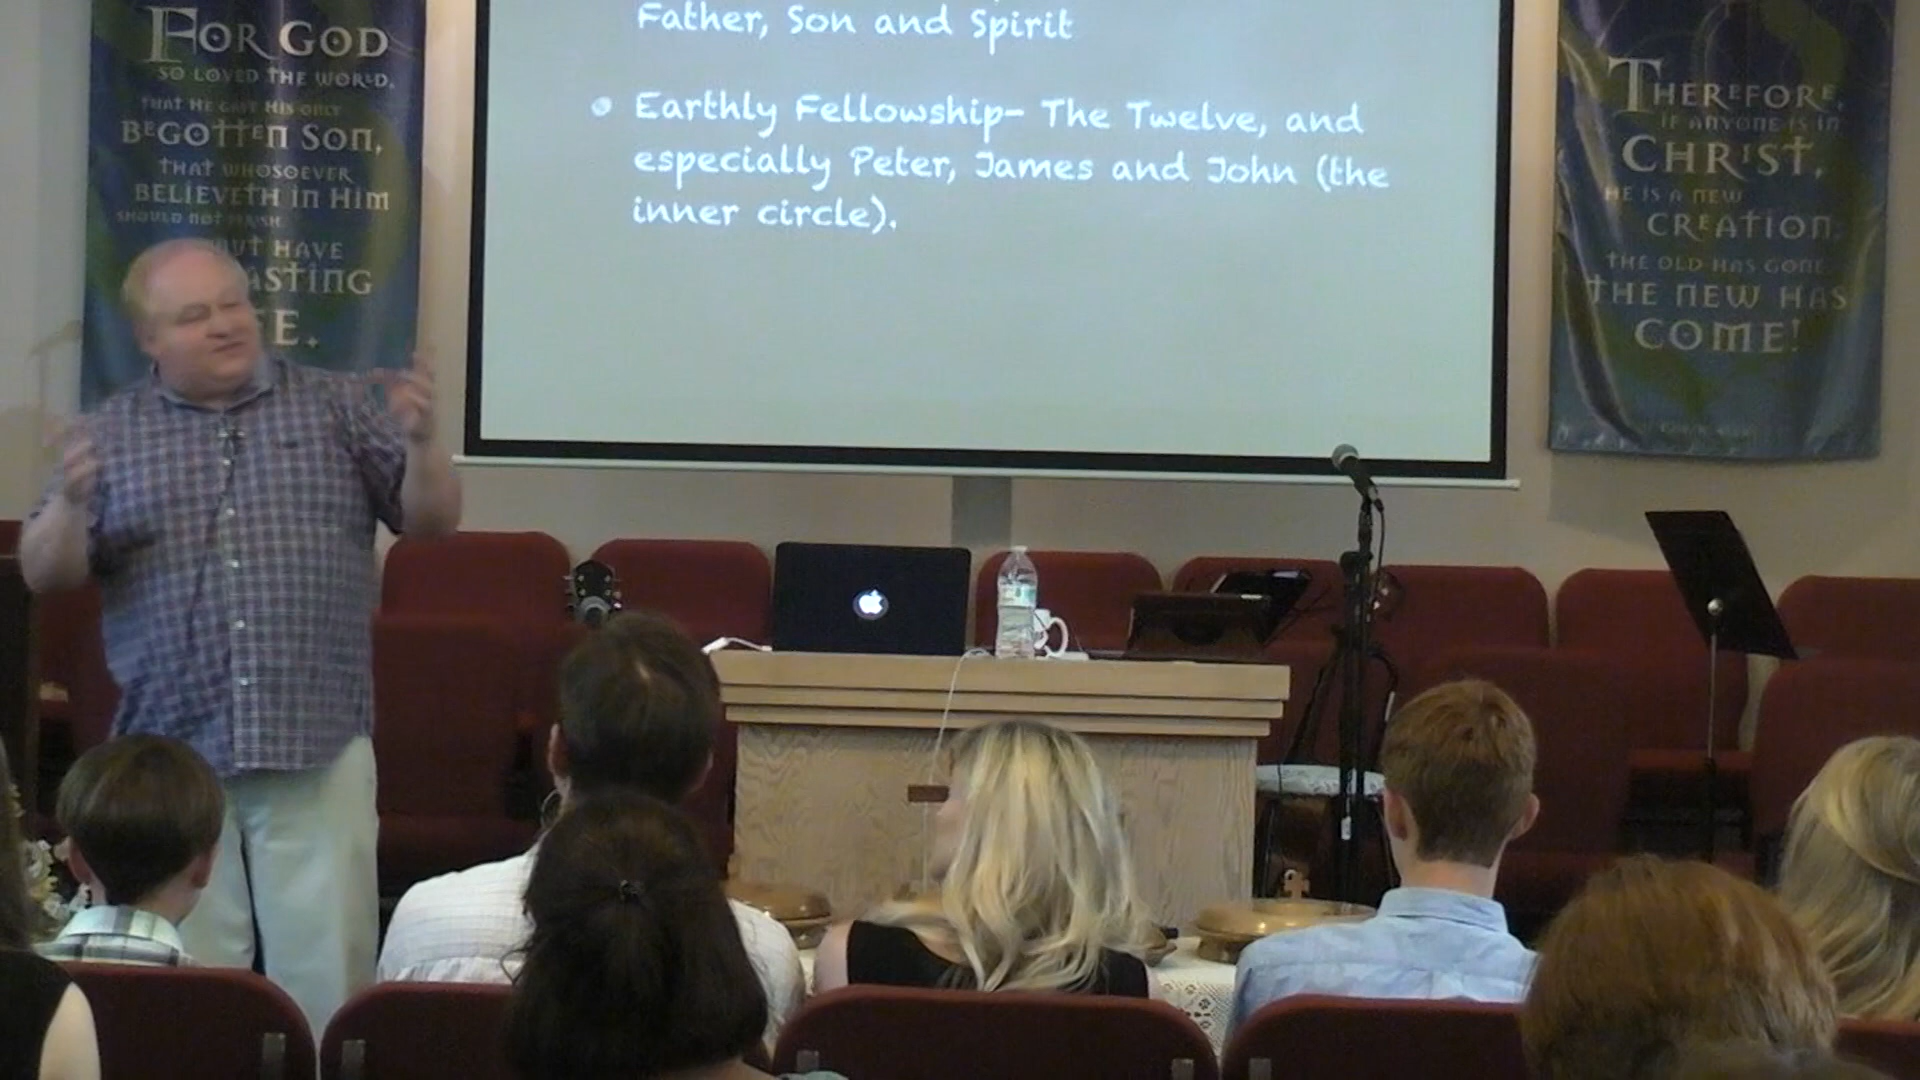 FOR GOD
SO LOVED THE WORLD,
THAT HE GAVE HIS ONLY
BEGOTTEN SON,
THAT WHOSOEVER
BELIEVETH IN HIM
SHOULD NOT PERISH
BUT HAVE
ASTING
E.
Father, Son and Spirit
Earthly Fellowship- The Twelve, and
especially Peter, James and John (the
inner circle).
THEREFORE,
IF ANYONE IS IN
CHRIST,
HE IS A NEW
CREATION;
THE OLD HAS GONE
THE NEW HAS
COME!